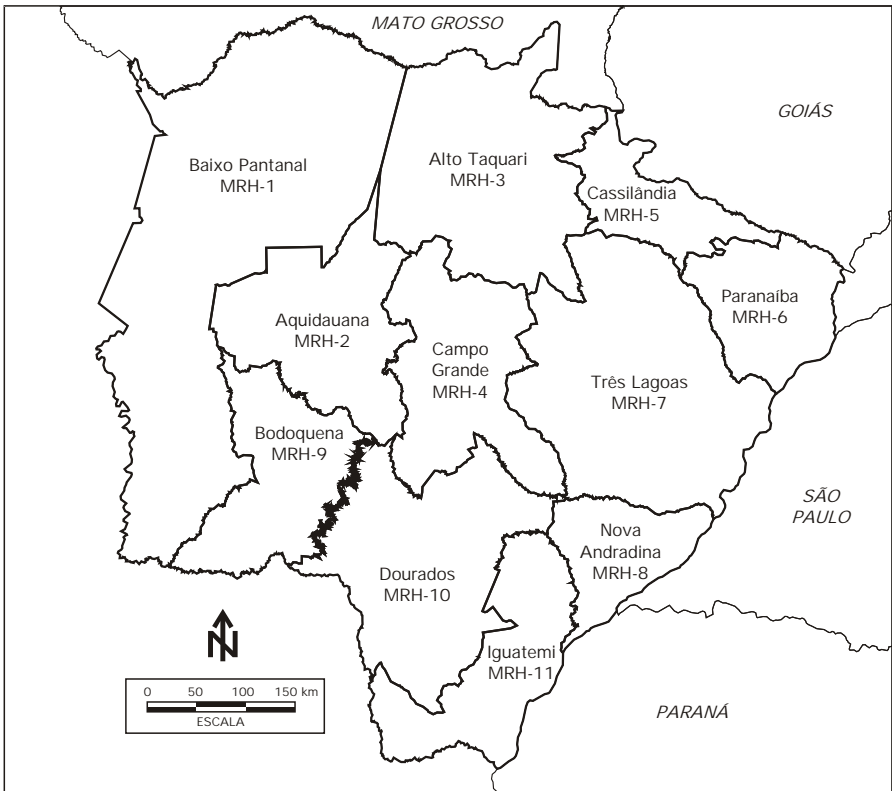 MATO GROSSO
GOIÁS
Baixo Pantanal
MRH-1
Alto Taquari
MRH-3
Cassilândia
MRH-5
Paranaíba
MRH-6
Aquidauana
MRH-2
Campo
Grande
MRH-4
Três Lagoas
MRH-7
Bodoquena
MRH-9
SÃO
PAULO
Nova
Andradina
MRH-8
Dourados
MRH-10
Iguatemi
MRH-11
PARANÁ
N
0 50 100 150 km
ESCALA